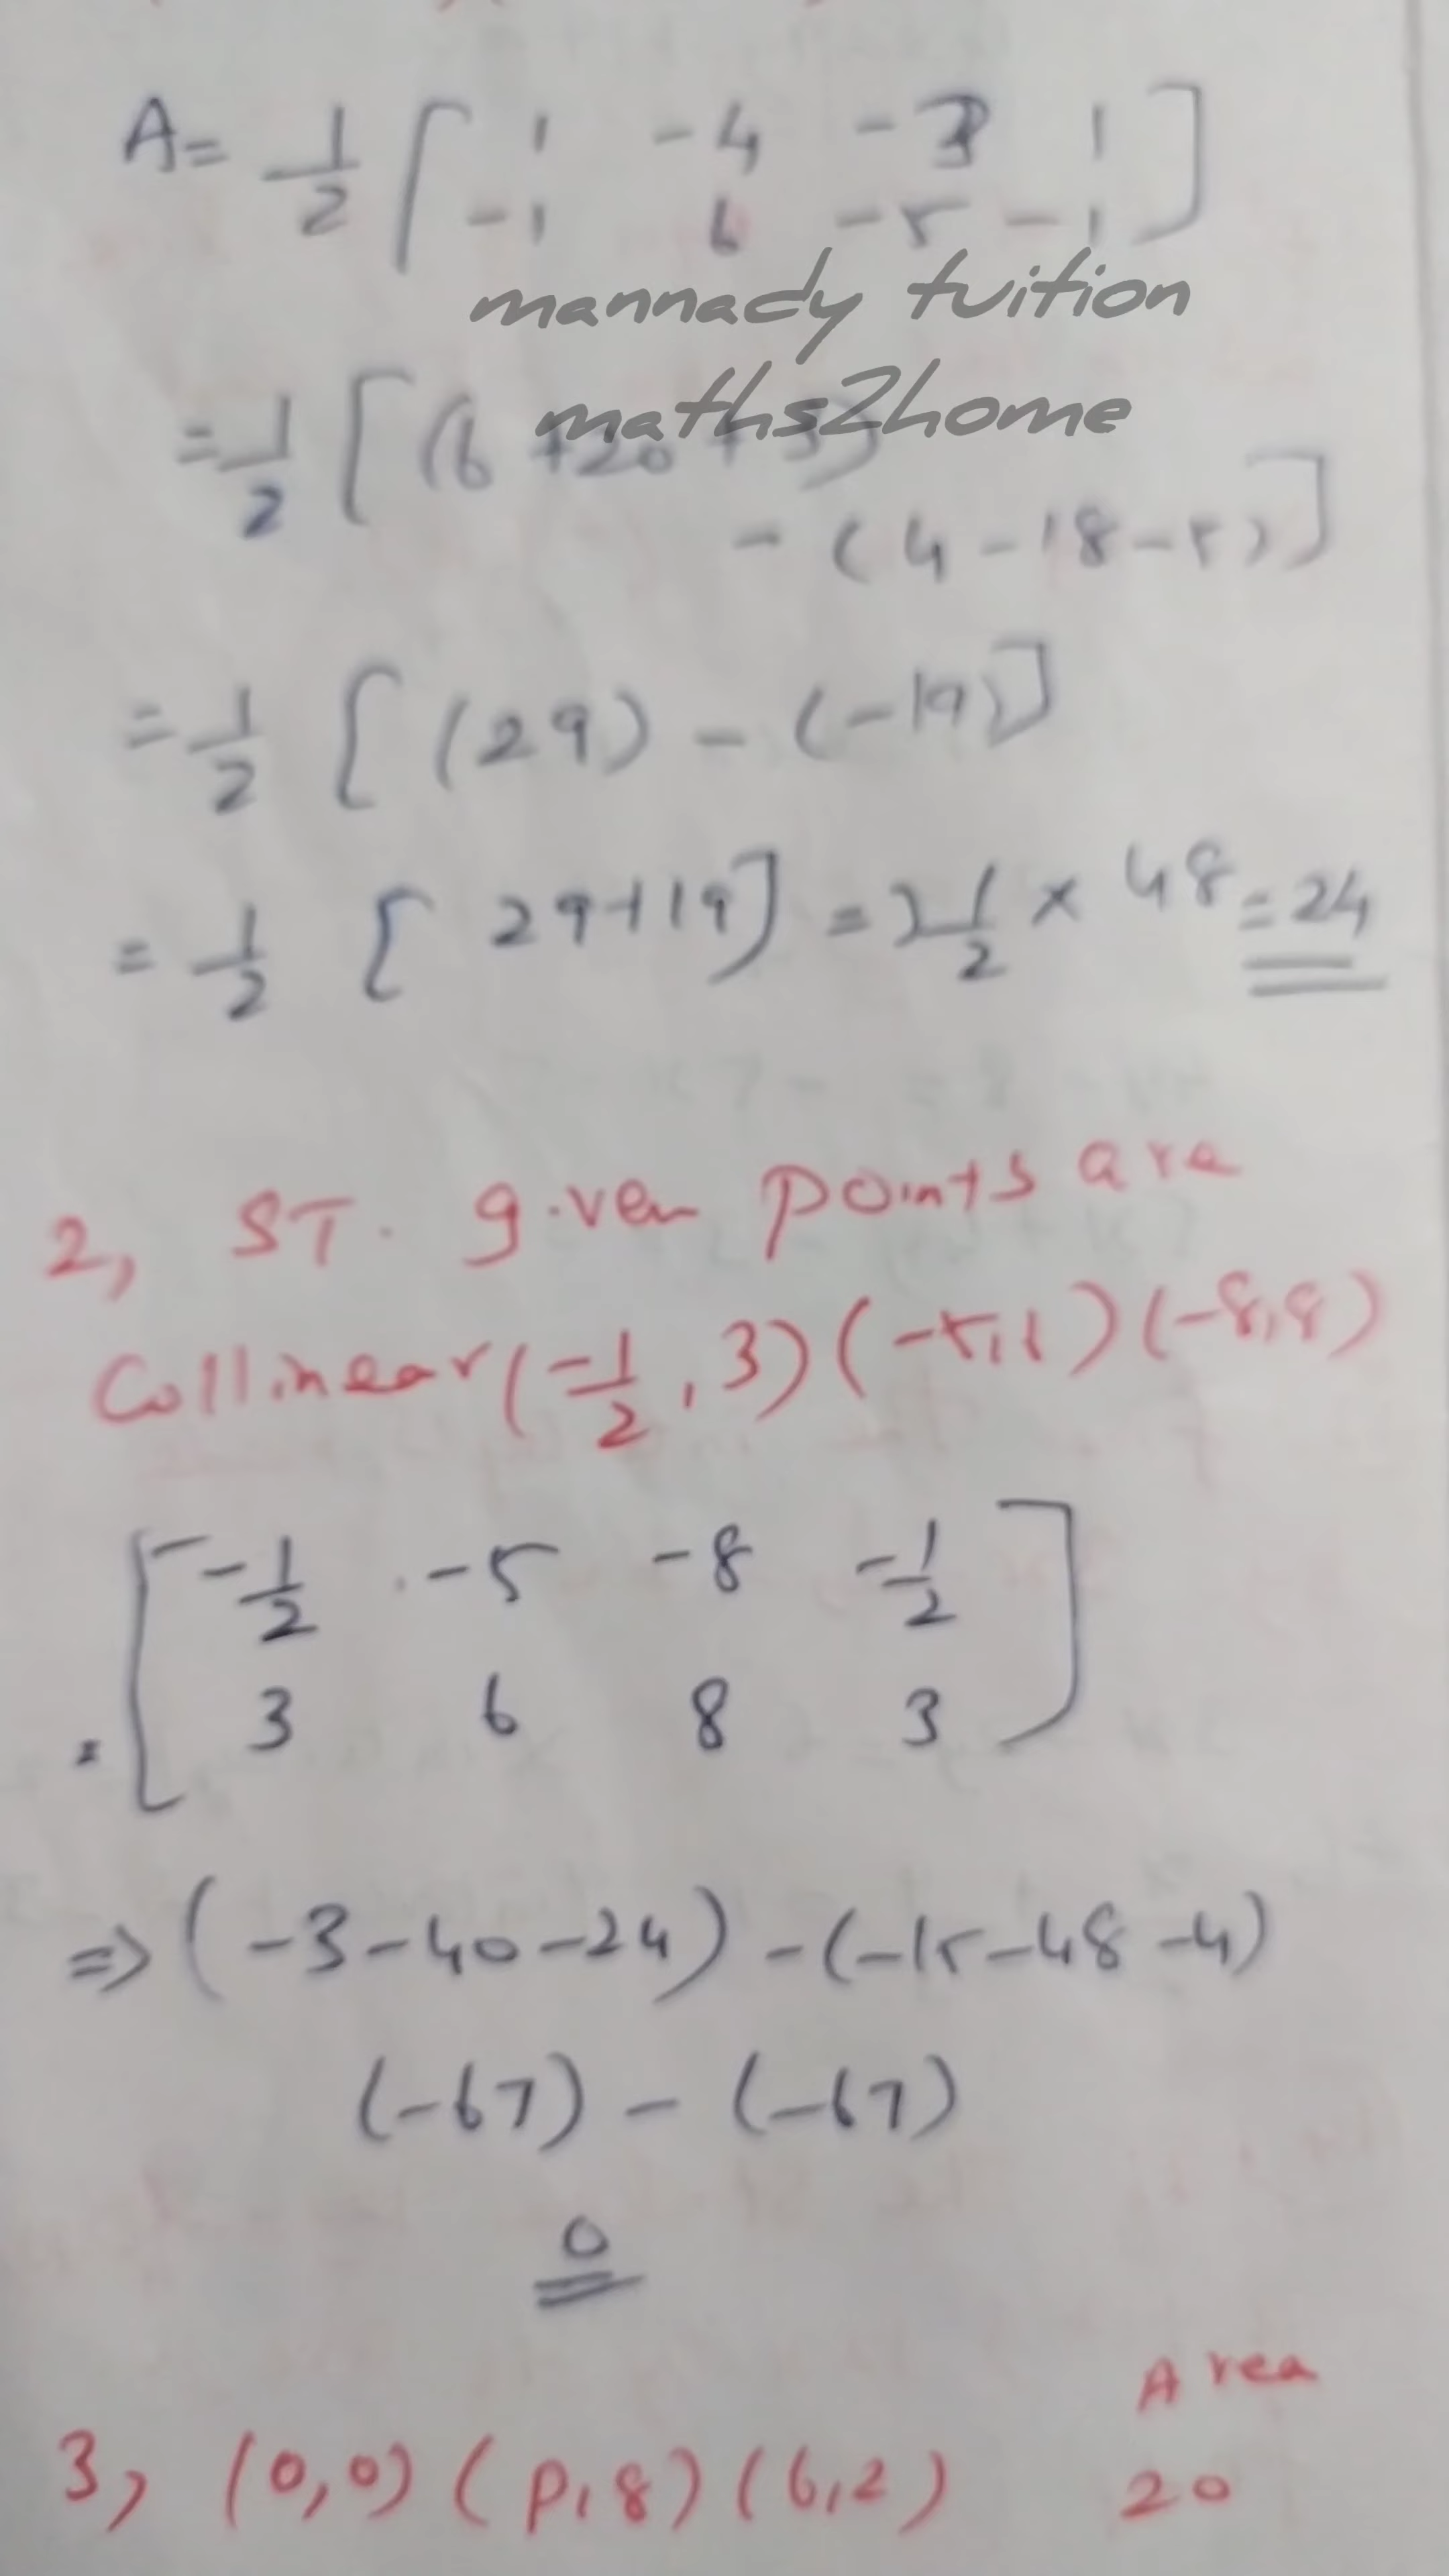 A= 1/2 [ 1 -4 -3 1
-1 6 -5 -1 ]
mannady tuition
maths2home
= 1/2 [ (6 +20 + 3)
- (4 -18 -5) ]
= 1/2 [ (29) - (-19) ]
= 1/2 [ 29+19] = 1/2 × 48 = 24
2, ST. given points are
Collinear (-1/2, 3) (-5, 6) (-8, 8)
= [ -1/2 -5 -8 -1/2
3 6 8 3 ]
=> (-3-40-24) - (-15-48-4)
(-67) - (-67)
0
Area
3, (0,0) (P,8) (6,2) 20